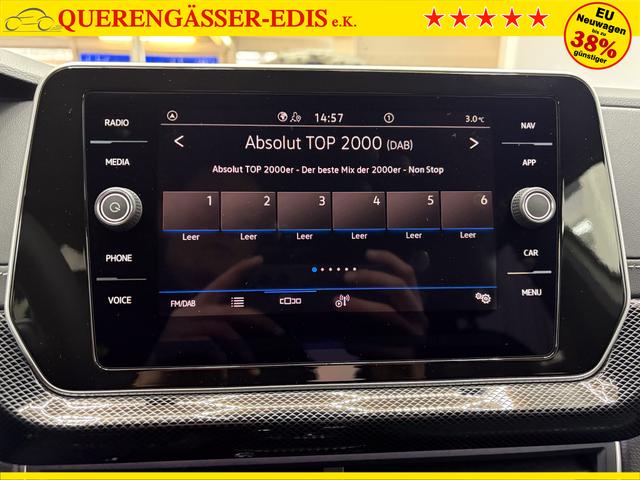 QUERENGÄSSER-EDIS e.K.
EU
Neuwagen
bis zu
38%
günstiger
RADIO
MEDIA
PHONE
VOICE
14:57
1
3.0°C
Absolut TOP 2000 (DAB)
Absolut TOP 2000er - Der beste Mix der 2000er - Non Stop
1 2 3 4 5 6
Leer Leer Leer Leer Leer Leer
FM/DAB
NAV
APP
CAR
MENU